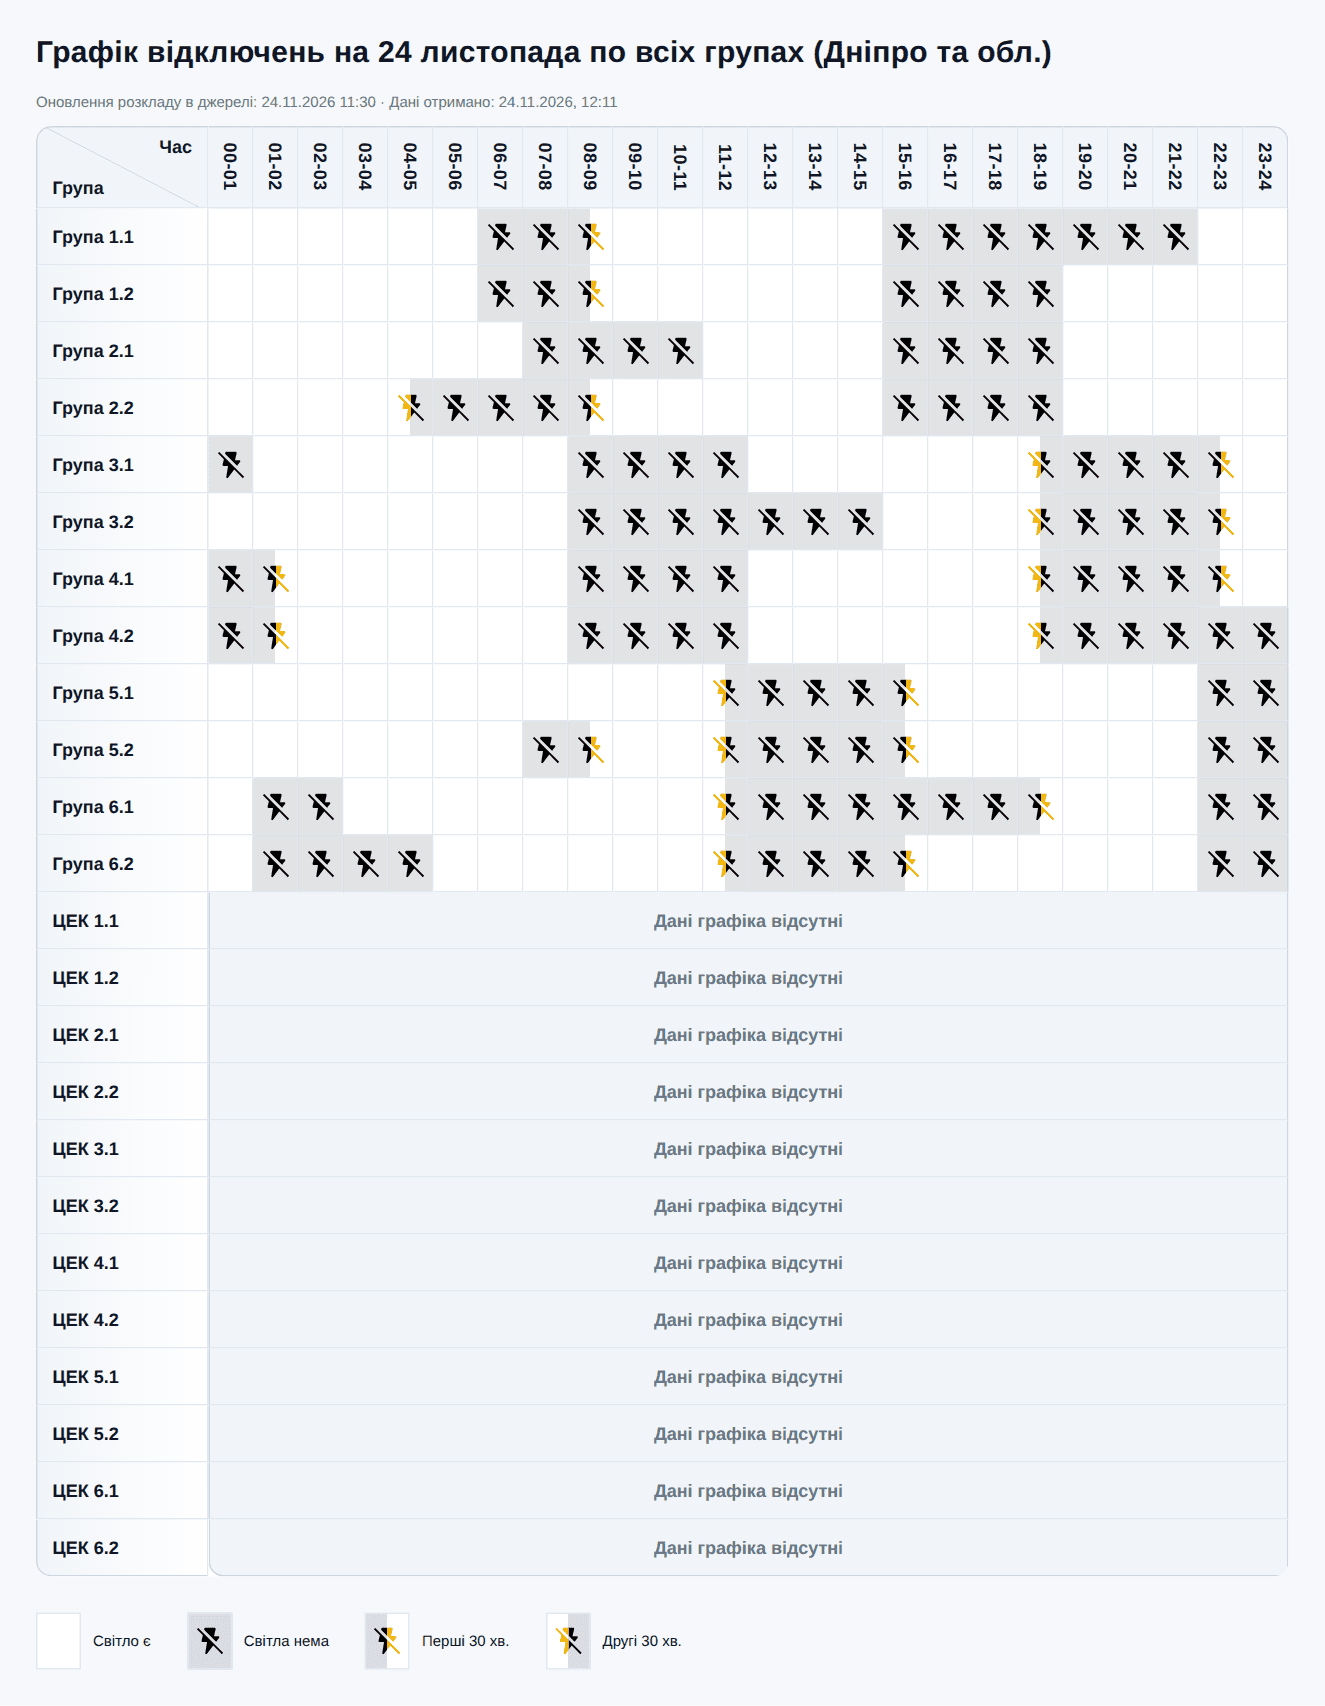 Графік відключень на 24 листопада по всіх групах (Дніпро та обл.)
Оновлення розкладу в джерелі: 24.11.2026 11:30 · Дані отримано: 24.11.2026, 12:11
Час
Група
00-01 01-02 02-03 03-04 04-05 05-06 06-07 07-08 08-09 09-10 10-11 11-12 12-13 13-14 14-15 15-16 16-17 17-18 18-19 19-20 20-21 21-22 22-23 23-24
Група 1.1
Група 1.2
Група 2.1
Група 2.2
Група 3.1
Група 3.2
Група 4.1
Група 4.2
Група 5.1
Група 5.2
Група 6.1
Група 6.2
ЦЕК 1.1 Дані графіка відсутні
ЦЕК 1.2 Дані графіка відсутні
ЦЕК 2.1 Дані графіка відсутні
ЦЕК 2.2 Дані графіка відсутні
ЦЕК 3.1 Дані графіка відсутні
ЦЕК 3.2 Дані графіка відсутні
ЦЕК 4.1 Дані графіка відсутні
ЦЕК 4.2 Дані графіка відсутні
ЦЕК 5.1 Дані графіка відсутні
ЦЕК 5.2 Дані графіка відсутні
ЦЕК 6.1 Дані графіка відсутні
ЦЕК 6.2 Дані графіка відсутні
Світло є Світла нема Перші 30 хв. Другі 30 хв.